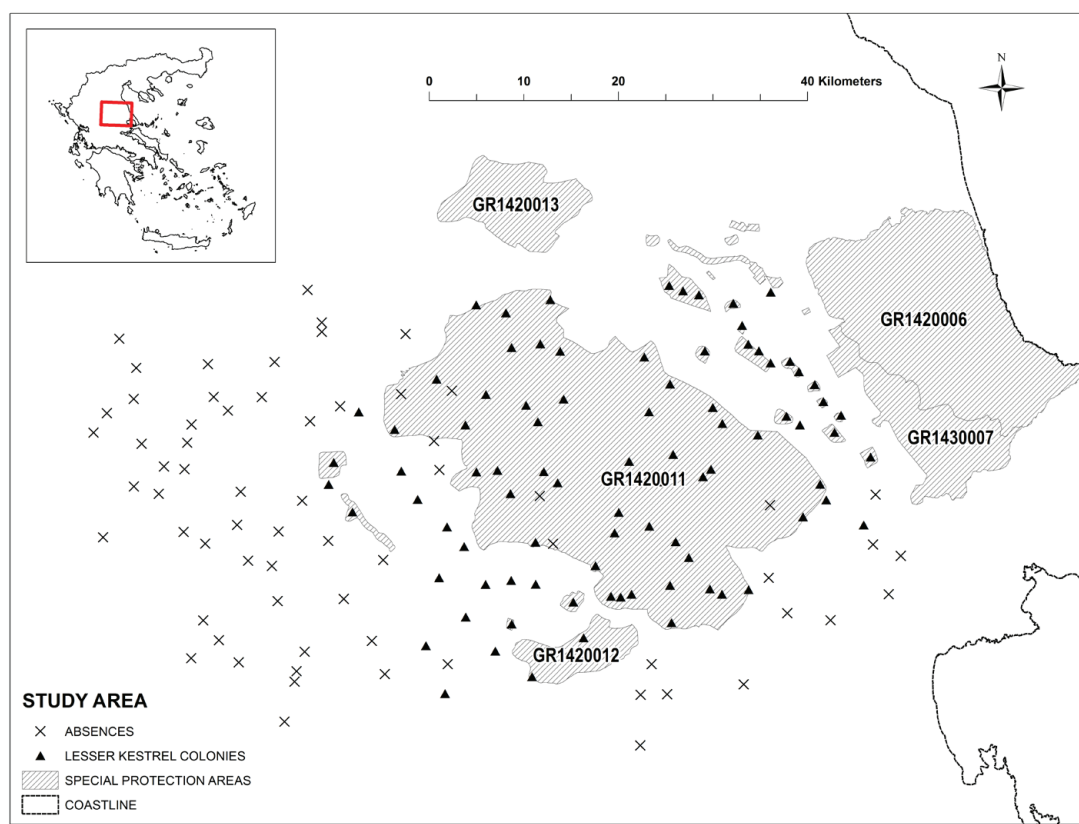 N
0 10 20 40 Kilometers
GR1420013
GR1420006
GR1430007
GR1420011
GR1420012
STUDY AREA
ABSENCES
LESSER KESTREL COLONIES
SPECIAL PROTECTION AREAS
COASTLINE